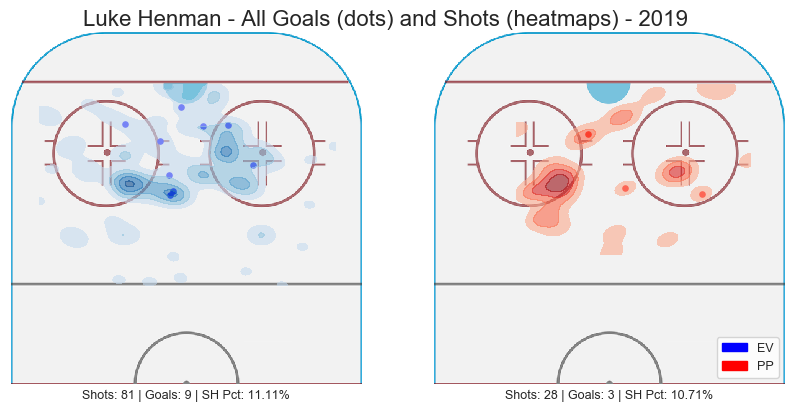 Luke Henman - All Goals (dots) and Shots (heatmaps) - 2019
EV
PP
Shots: 81 | Goals: 9 | SH Pct: 11.11%
Shots: 28 | Goals: 3 | SH Pct: 10.71%